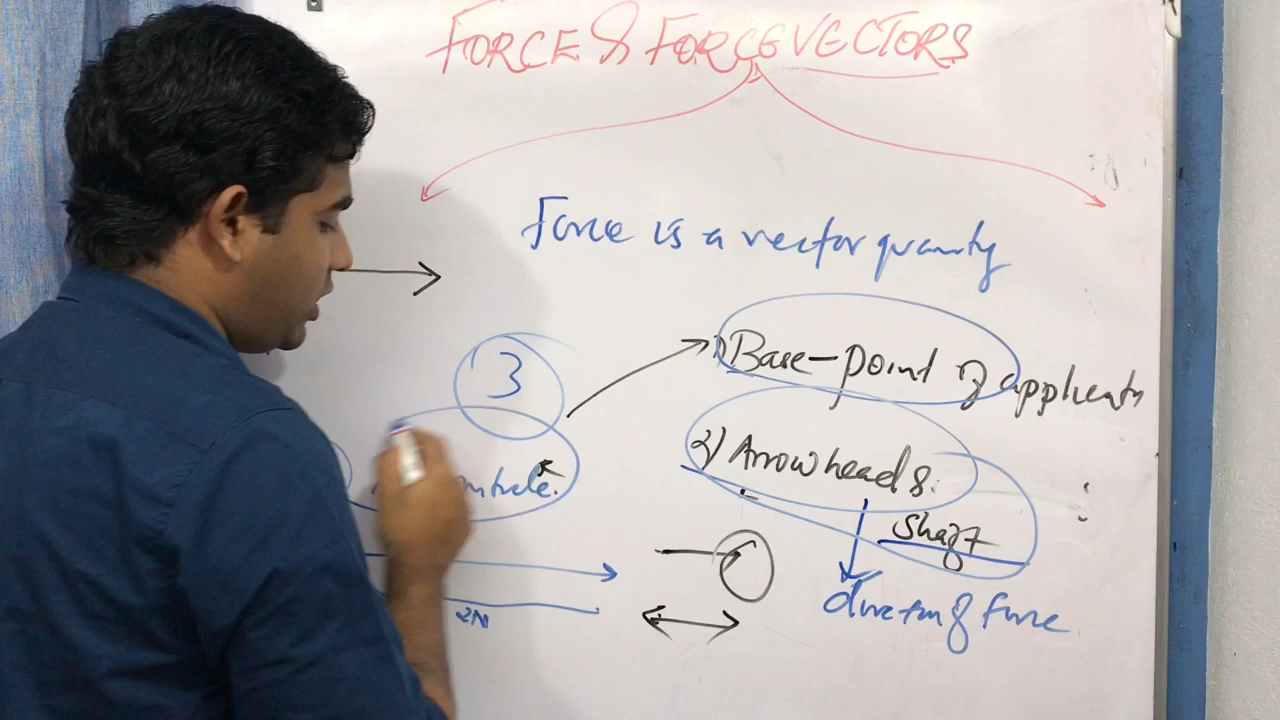 FORCE & FORCE VECTORS
Force is a vector quantity
3
1) Base-point of applicatn
2) Arrowhead &
shaft
direction of force
2N